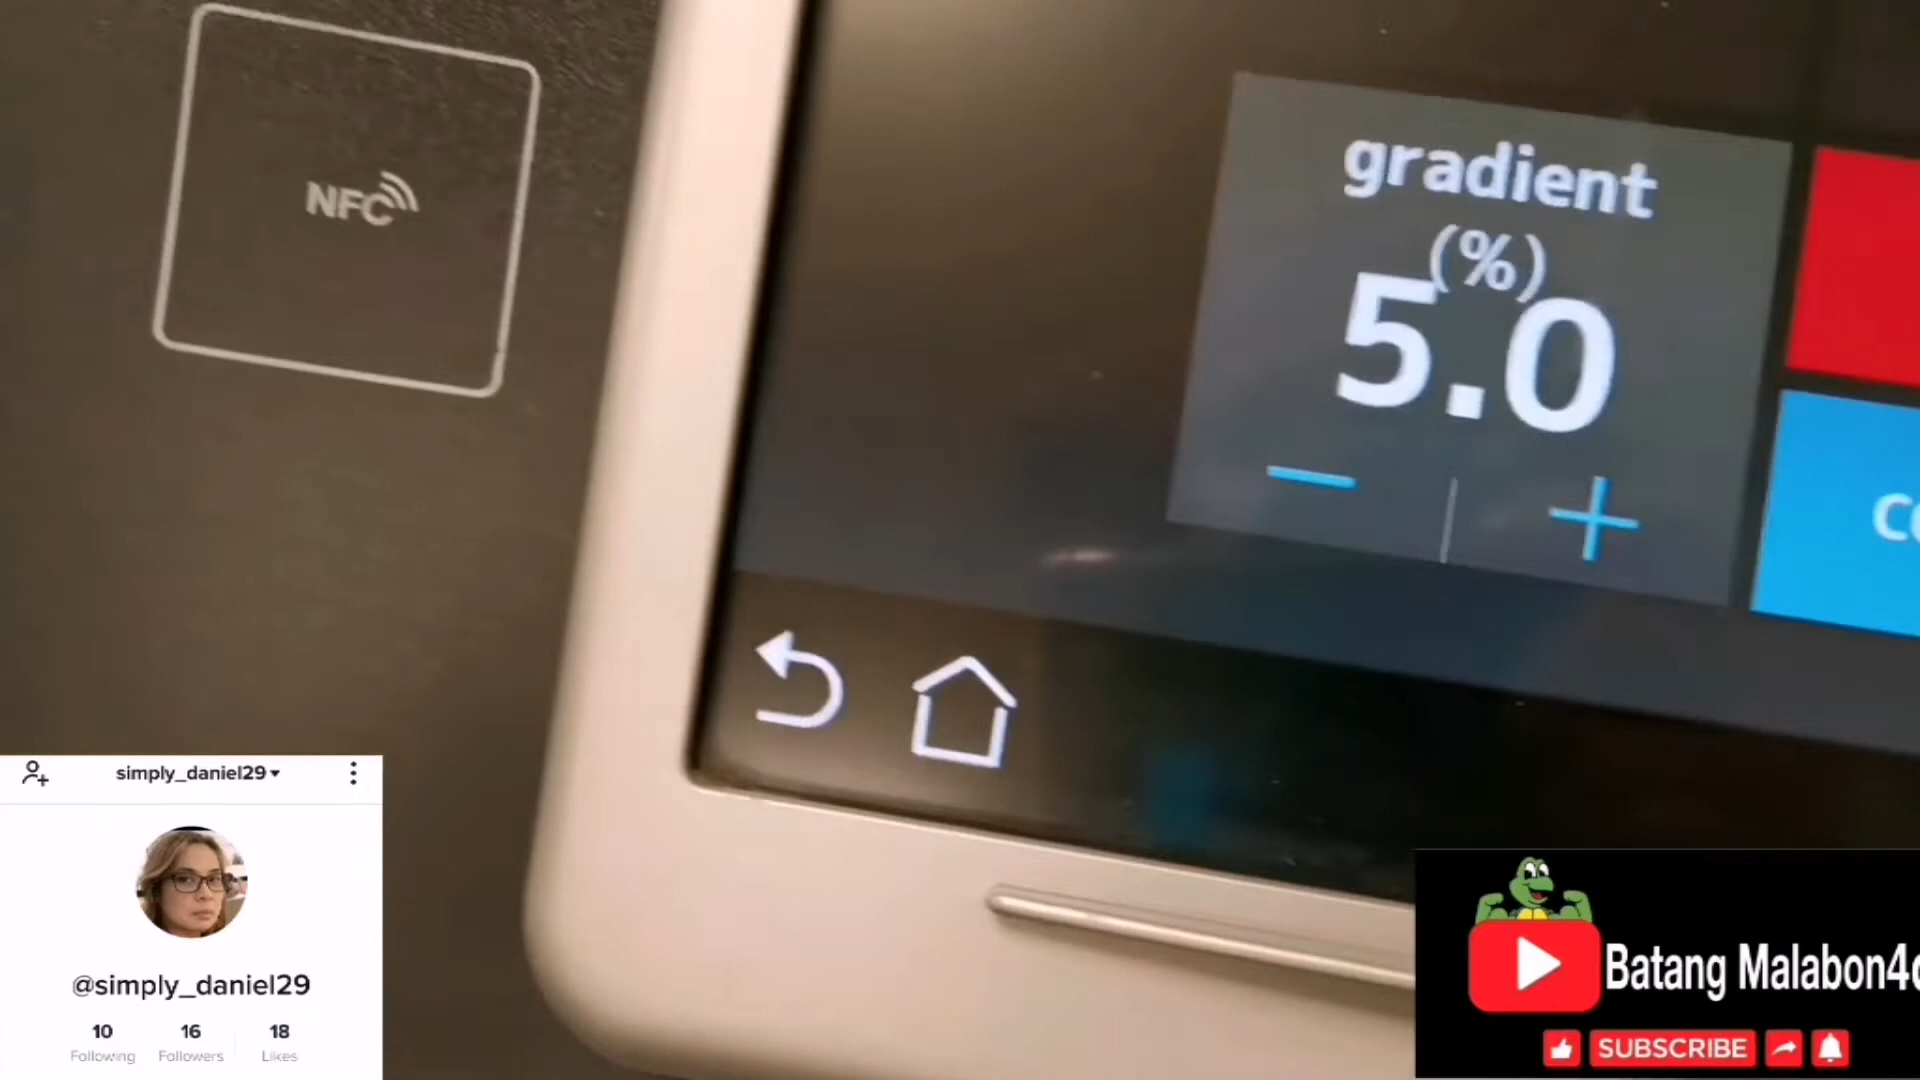 NFC
gradient
(%)
5.0
simply_daniel29
@simply_daniel29
10 16 18
Following Followers Likes
Batang Malabon4
SUBSCRIBE